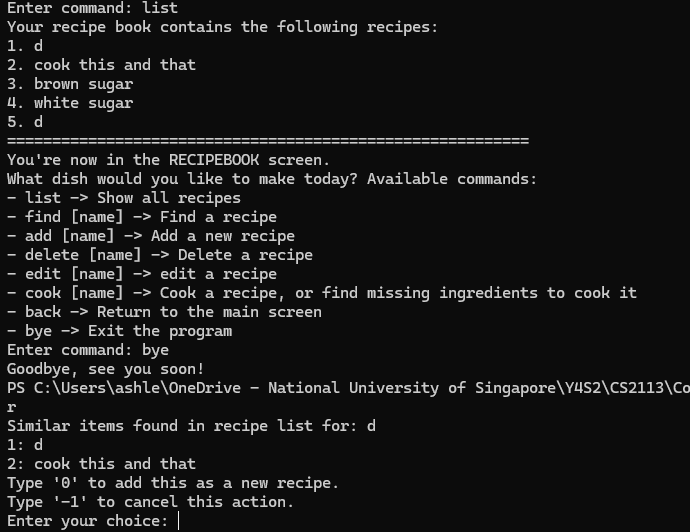 Enter command: list
Your recipe book contains the following recipes:
1. d
2. cook this and that
3. brown sugar
4. white sugar
5. d
==========================================================
You're now in the RECIPEBOOK screen.
What dish would you like to make today? Available commands:
- list -> Show all recipes
- find [name] -> Find a recipe
- add [name] -> Add a new recipe
- delete [name] -> Delete a recipe
- edit [name] -> edit a recipe
- cook [name] -> Cook a recipe, or find missing ingredients to cook it
- back -> Return to the main screen
- bye -> Exit the program
Enter command: bye
Goodbye, see you soon!
PS C:\Users\ashle\OneDrive - National University of Singapore\Y4S2\CS2113\Co
r
Similar items found in recipe list for: d
1: d
2: cook this and that
Type '0' to add this as a new recipe.
Type '-1' to cancel this action.
Enter your choice: